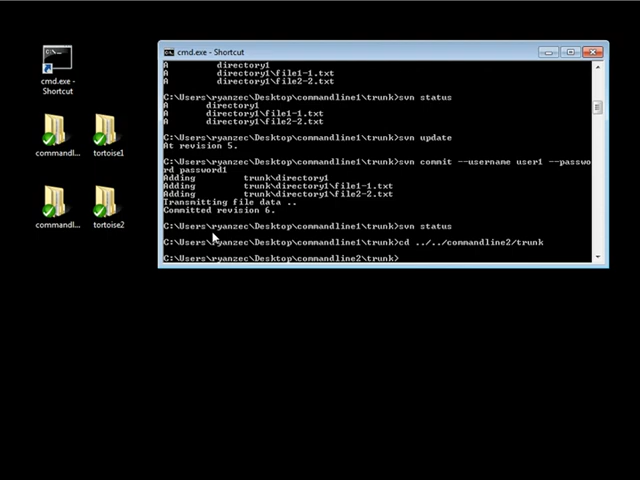 cmd.exe - Shortcut
commandl...
tortoise1
commandl...
tortoise2
cmd.exe - Shortcut
A         directory1
A         directory1\file1-1.txt
A         directory1\file2-2.txt
C:\Users\ryanzec\Desktop\commandline1\trunk>svn status
A       directory1
A       directory1\file1-1.txt
A       directory1\file2-2.txt
C:\Users\ryanzec\Desktop\commandline1\trunk>svn update
At revision 5.
C:\Users\ryanzec\Desktop\commandline1\trunk>svn commit --username user1 --passwo
rd password1
Adding         trunk\directory1
Adding         trunk\directory1\file1-1.txt
Adding         trunk\directory1\file2-2.txt
Transmitting file data ..
Committed revision 6.
C:\Users\ryanzec\Desktop\commandline1\trunk>svn status
C:\Users\ryanzec\Desktop\commandline1\trunk>cd ../../commandline2/trunk
C:\Users\ryanzec\Desktop\commandline2\trunk>